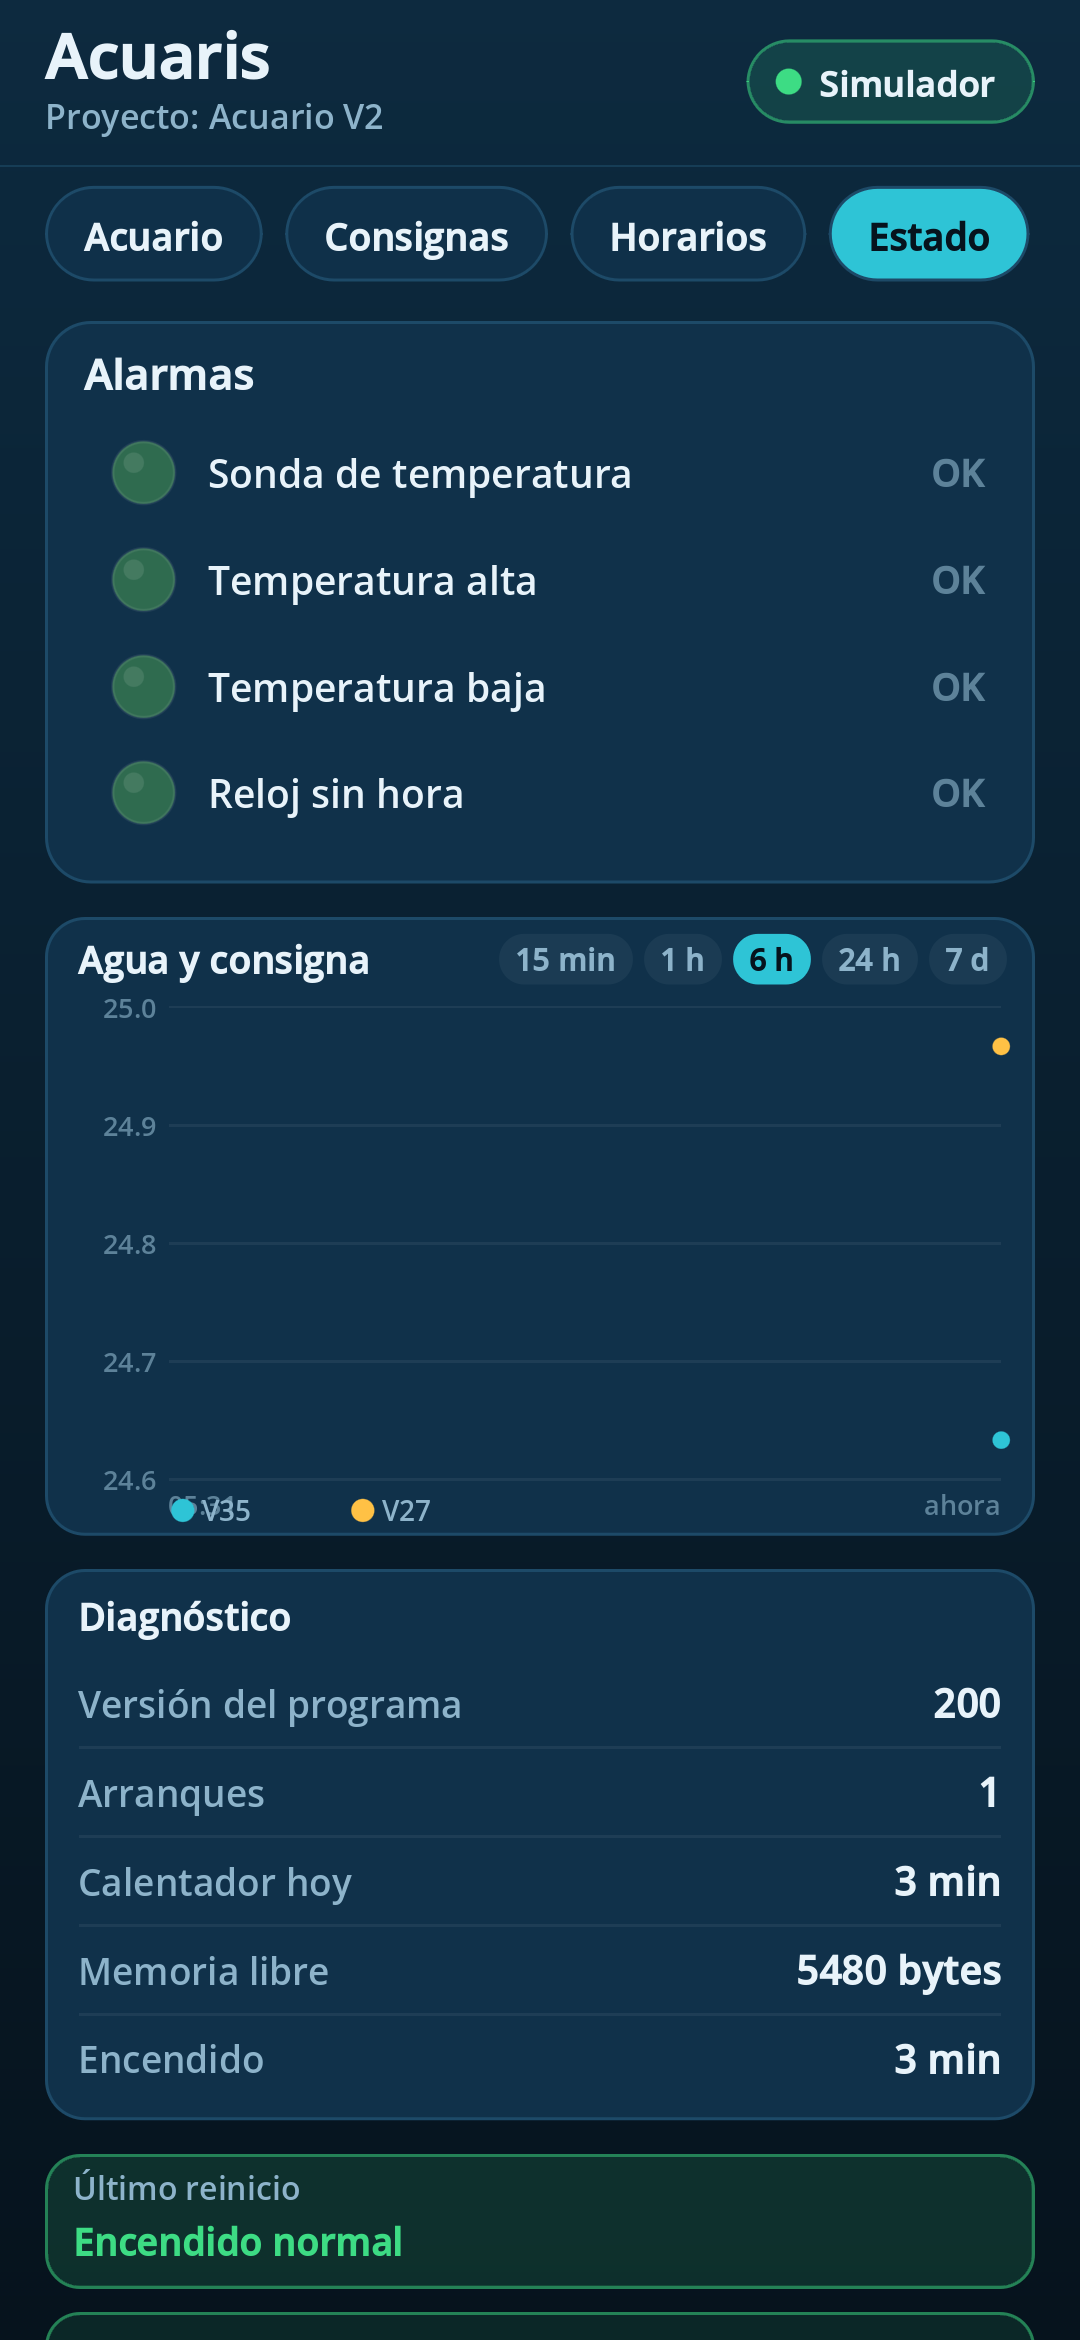 Acuaris
Proyecto: Acuario V2
Simulador
Acuario
Consignas
Horarios
Estado
Alarmas
Sonda de temperatura OK
Temperatura alta OK
Temperatura baja OK
Reloj sin hora OK
Agua y consigna
15 min
1 h
6 h
24 h
7 d
25.0
24.9
24.8
24.7
24.6
V35
V27
ahora
Diagnóstico
Versión del programa 200
Arranques 1
Calentador hoy 3 min
Memoria libre 5480 bytes
Encendido 3 min
Último reinicio
Encendido normal